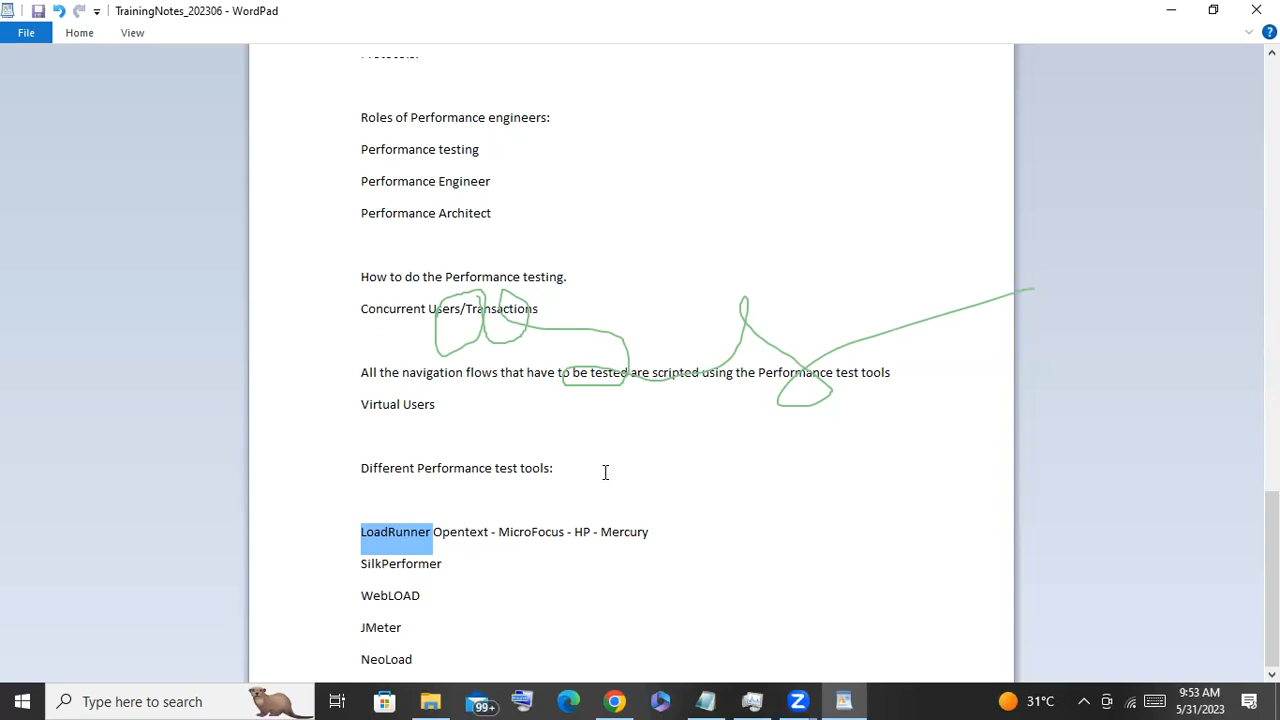 TrainingNotes_202306 - WordPad
File Home View
Roles of Performance engineers:
Performance testing
Performance Engineer
Performance Architect
How to do the Performance testing.
Concurrent Users/Transactions
All the navigation flows that have to be tested are scripted using the Performance test tools
Virtual Users
Different Performance test tools:
LoadRunner Opentext - MicroFocus - HP - Mercury
SilkPerformer
WebLOAD
JMeter
NeoLoad
Type here to search
99+
31°C
9:53 AM
5/31/2023